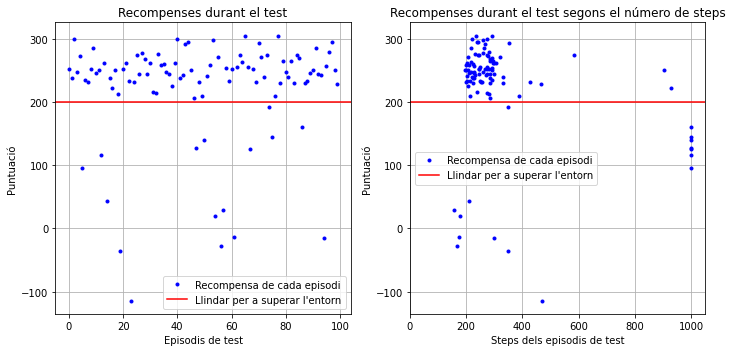 Recompenses durant el test
Puntuació
300
200
100
0
−100
0
20
40
60
80
100
Episodis de test
Recompensa de cada episodi
Llindar per a superar l'entorn
Recompenses durant el test segons el número de steps
Puntuació
300
200
100
0
−100
0
200
400
600
800
1000
Steps dels episodis de test
Recompensa de cada episodi
Llindar per a superar l'entorn